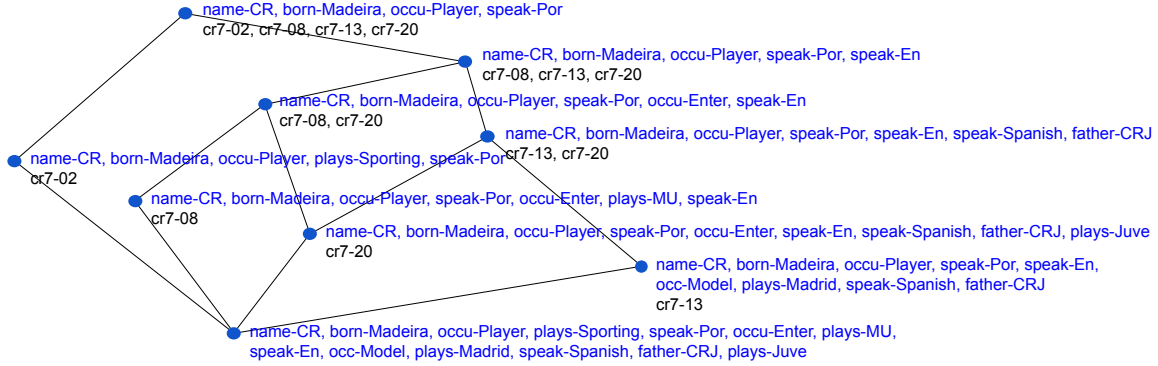 name-CR, born-Madeira, occu-Player, speak-Por
cr7-02, cr7-08, cr7-13, cr7-20
name-CR, born-Madeira, occu-Player, speak-Por, speak-En
cr7-08, cr7-13, cr7-20
name-CR, born-Madeira, occu-Player, speak-Por, occu-Enter, speak-En
cr7-08, cr7-20
name-CR, born-Madeira, occu-Player, speak-Por, speak-En, speak-Spanish, father-CRJ
cr7-13, cr7-20
name-CR, born-Madeira, occu-Player, plays-Sporting, speak-Por
cr7-02
name-CR, born-Madeira, occu-Player, speak-Por, occu-Enter, plays-MU, speak-En
cr7-08
name-CR, born-Madeira, occu-Player, speak-Por, occu-Enter, speak-En, speak-Spanish, father-CRJ, plays-Juve
cr7-20
name-CR, born-Madeira, occu-Player, speak-Por, speak-En,
occ-Model, plays-Madrid, speak-Spanish, father-CRJ
cr7-13
name-CR, born-Madeira, occu-Player, plays-Sporting, speak-Por, occu-Enter, plays-MU,
speak-En, occ-Model, plays-Madrid, speak-Spanish, father-CRJ, plays-Juve